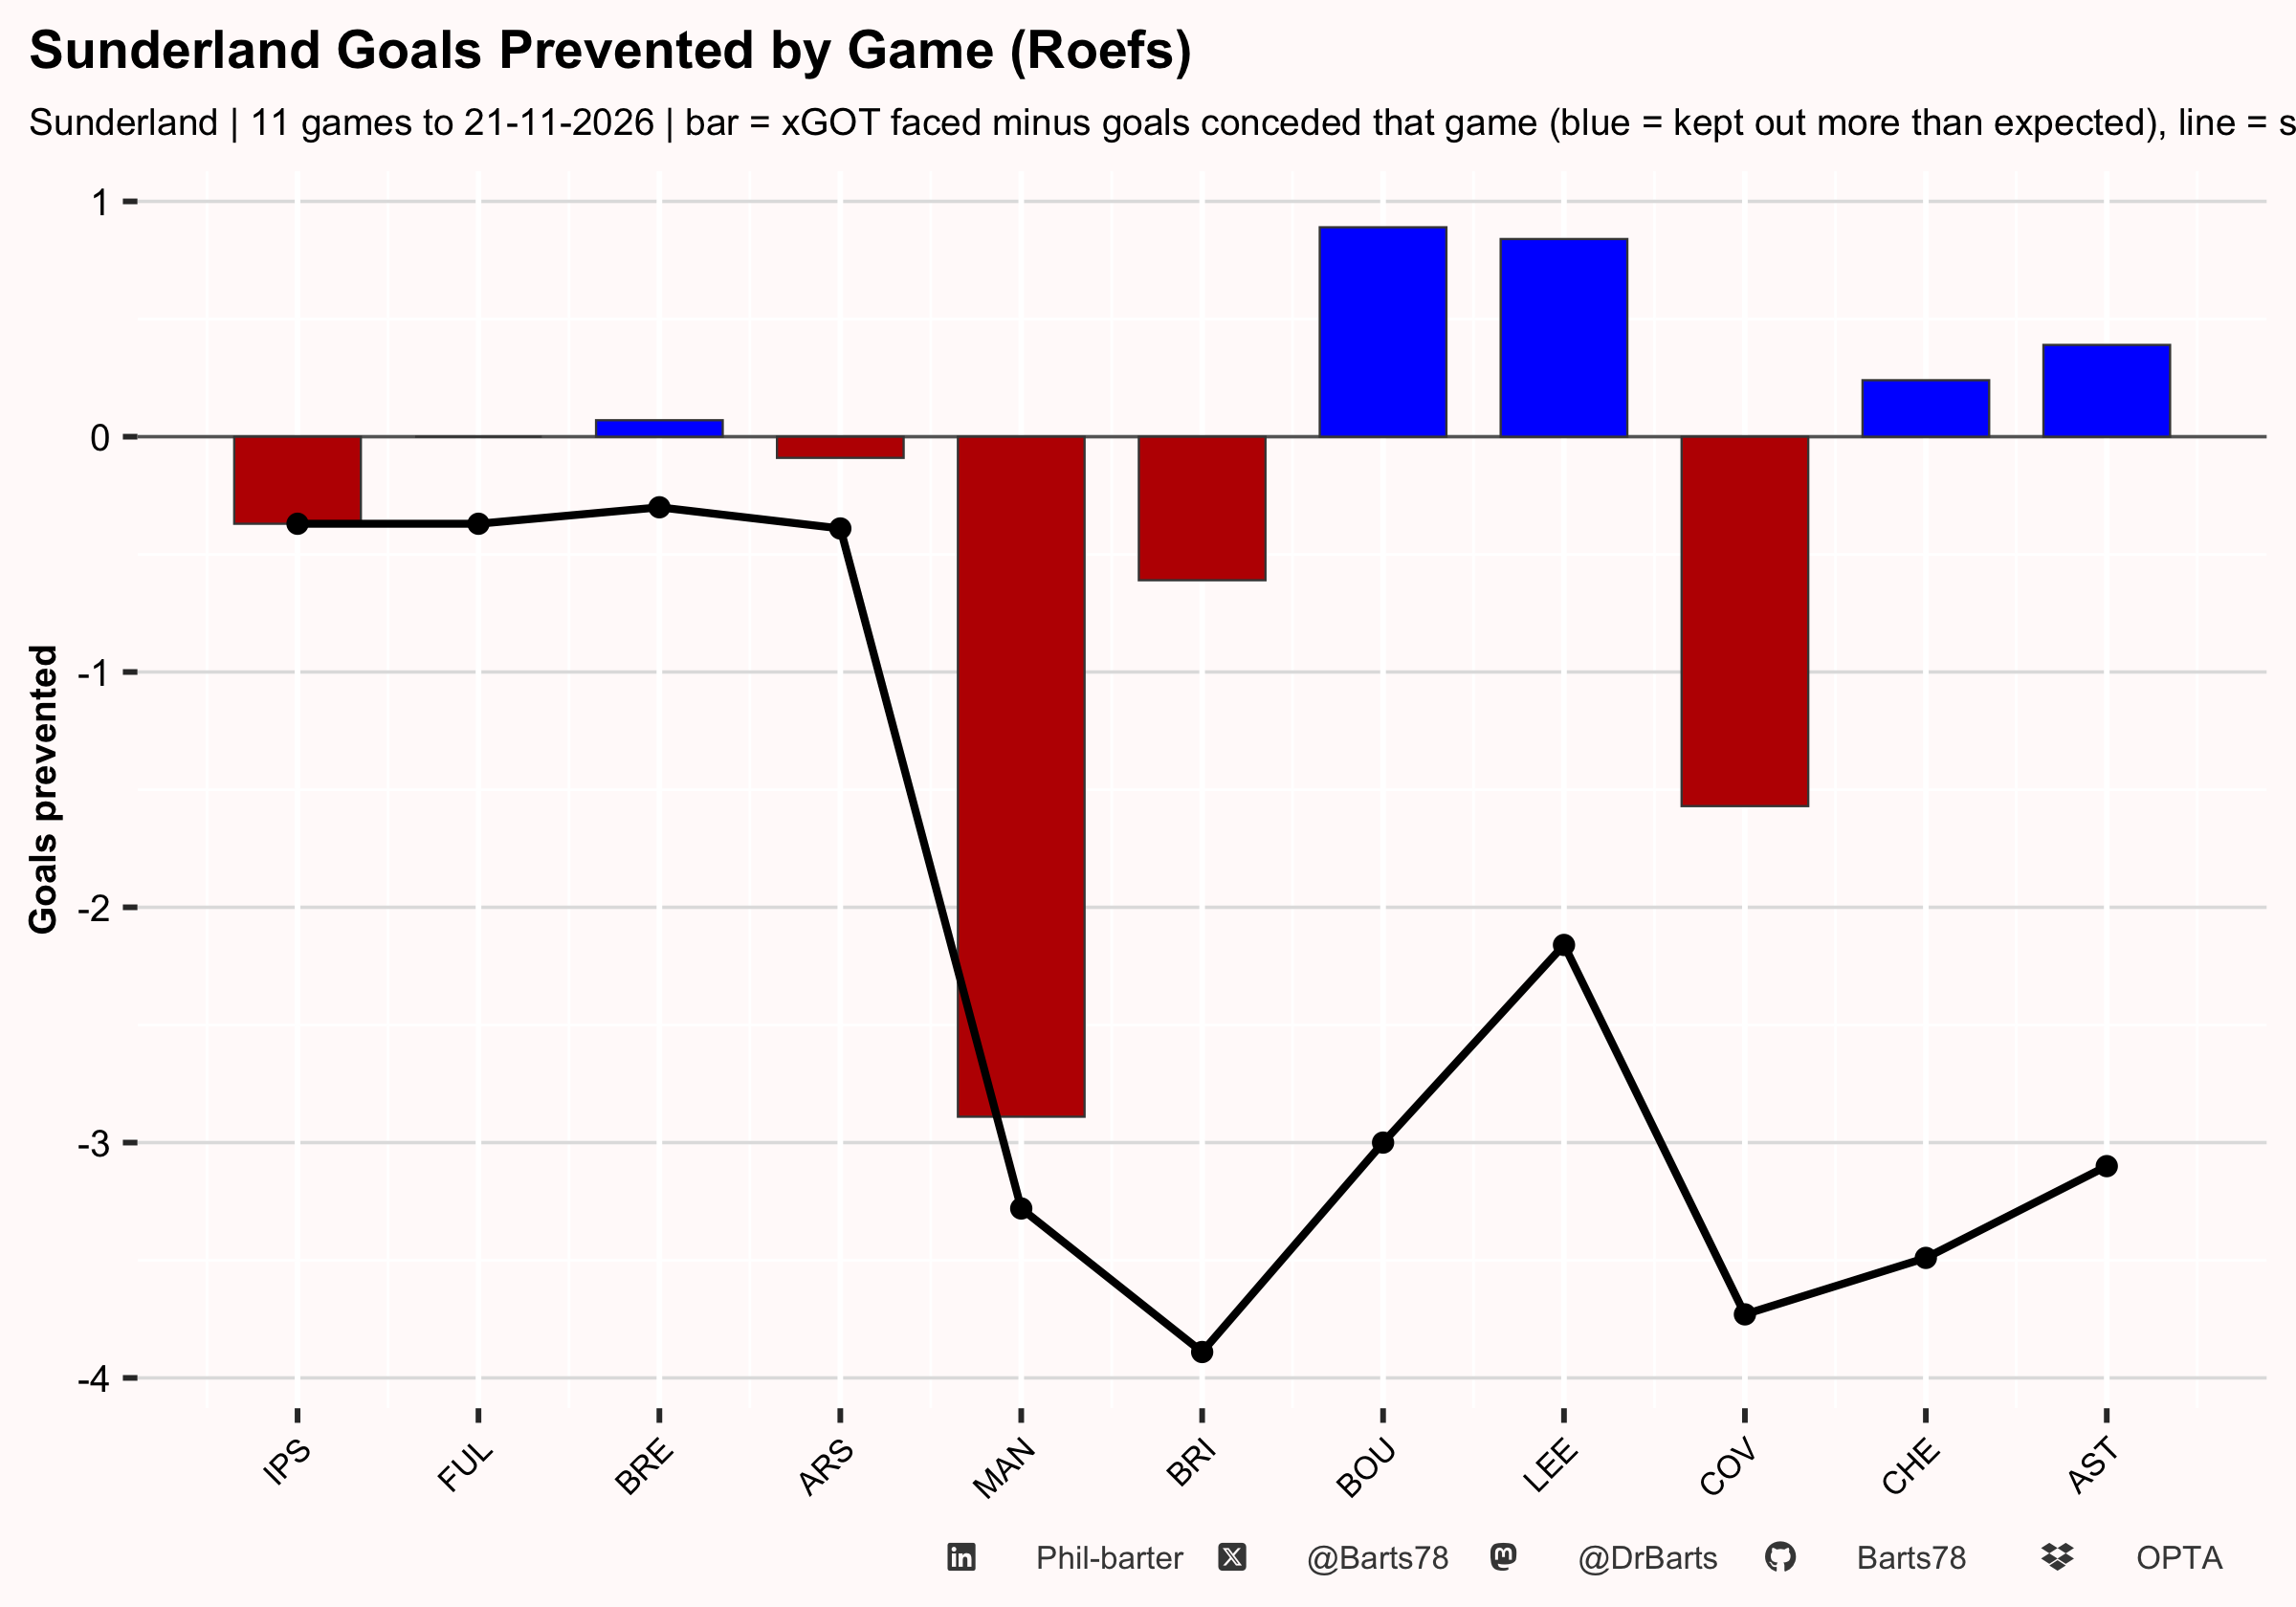 Sunderland Goals Prevented by Game (Roefs)
Sunderland | 11 games to 21-11-2026 | bar = xGOT faced minus goals conceded that game (blue = kept out more than expected), line = s
Goals prevented
1
0
-1
-2
-3
-4
IPS FUL BRE ARS MAN BRI BOU LEE COV CHE AST
Phil-barter @Barts78 @DrBarts Barts78 OPTA